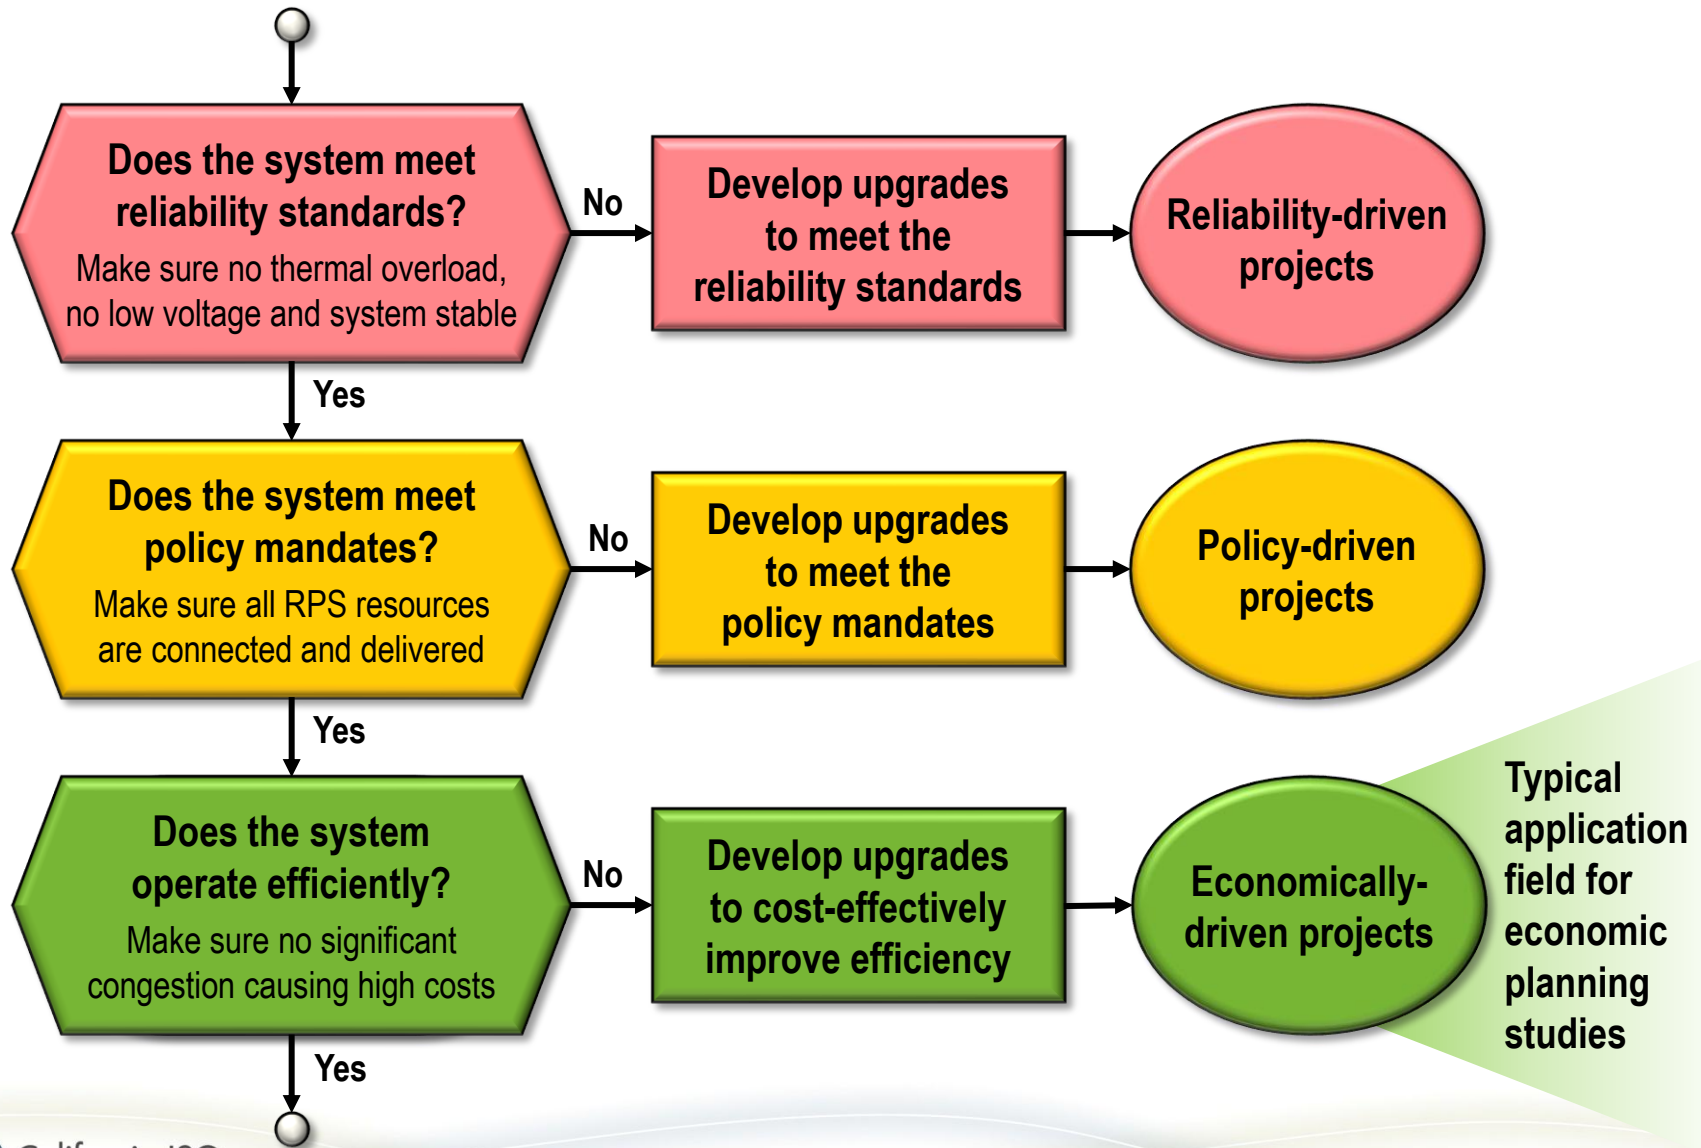 Does the system meet
reliability standards?
Make sure no thermal overload,
no low voltage and system stable
No
Develop upgrades
to meet the
reliability standards
Reliability-driven
projects
Yes
Does the system meet
policy mandates?
Make sure all RPS resources
are connected and delivered
No
Develop upgrades
to meet the
policy mandates
Policy-driven
projects
Yes
Does the system
operate efficiently?
Make sure no significant
congestion causing high costs
No
Develop upgrades
to cost-effectively
improve efficiency
Economically-
driven projects
Typical
application
field for
economic
planning
studies
Yes
California ISO